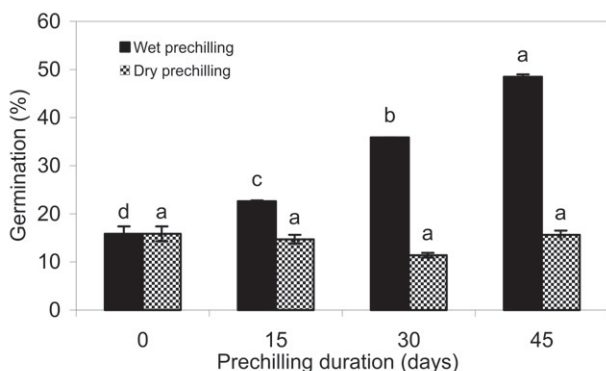 60
50
40
30
20
10
0
Germination (%)
Wet prechilling
Dry prechilling
d a
c a
b a
a a
0 15 30 45
Prechilling duration (days)